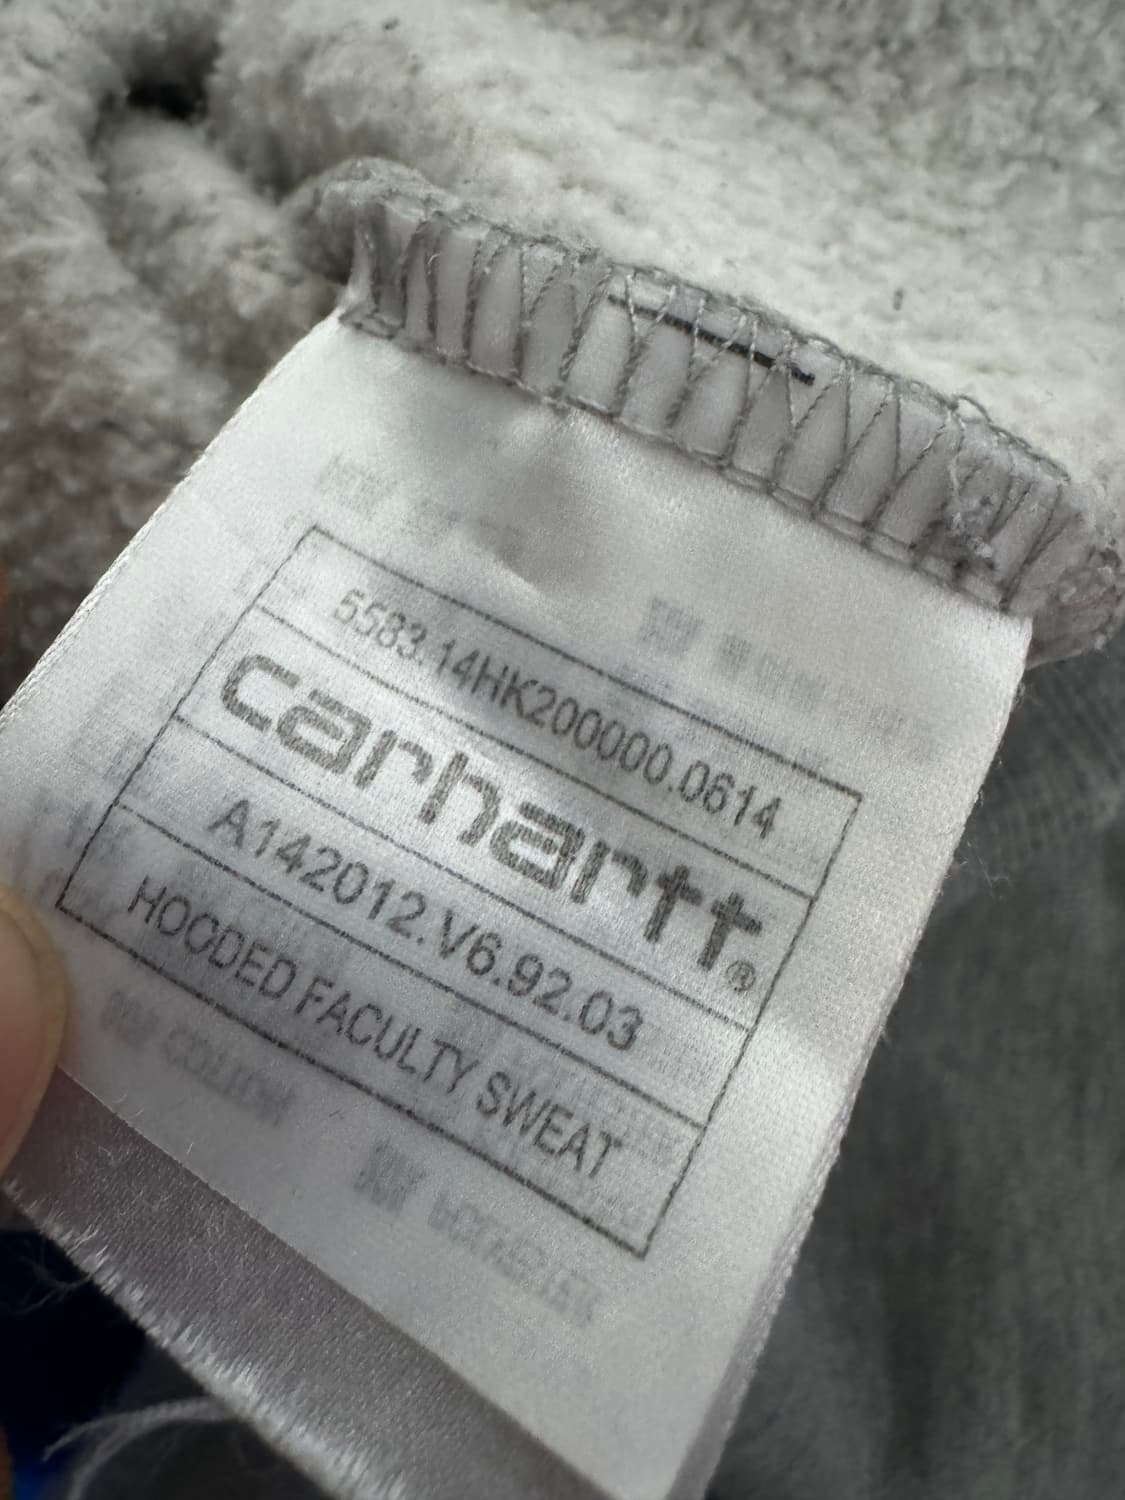 5583.14HK200000.0614
carhartt®
A142012.V6.92.03
HOODED FACULTY SWEAT